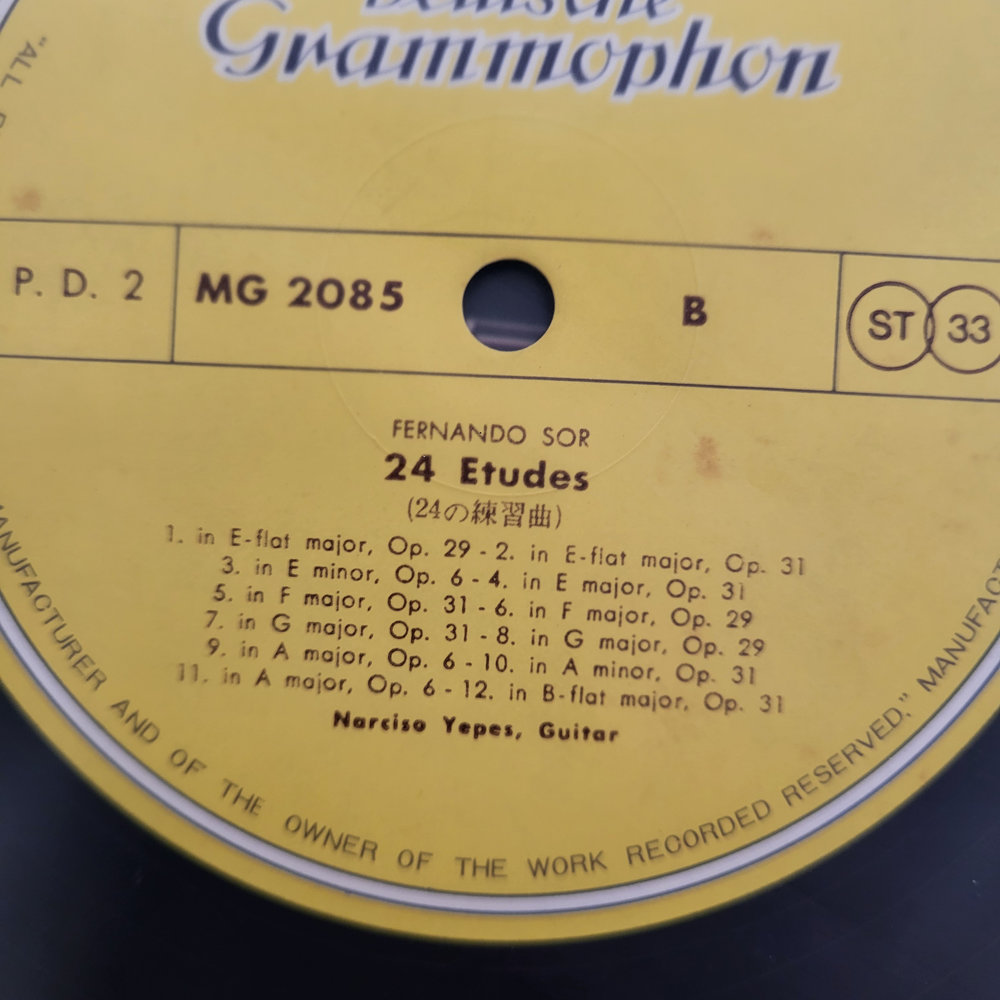 Deutsche
Grammophon
P. D. 2
MG 2085
B
ST 33
FERNANDO SOR
24 Etudes
(24の練習曲)
1. in E-flat major, Op. 29 - 2. in E-flat major, Op. 31
3. in E minor, Op. 6 - 4. in E major, Op. 31
5. in F major, Op. 31 - 6. in F major, Op. 29
7. in G major, Op. 31 - 8. in G major, Op. 29
9. in A major, Op. 6 - 10. in A minor, Op. 31
11. in A major, Op. 6 - 12. in B-flat major, Op. 31
Narciso Yepes, Guitar
"ALL
MANUFACTURER AND OF THE OWNER OF THE WORK RECORDED RESERVED." MANUFACT